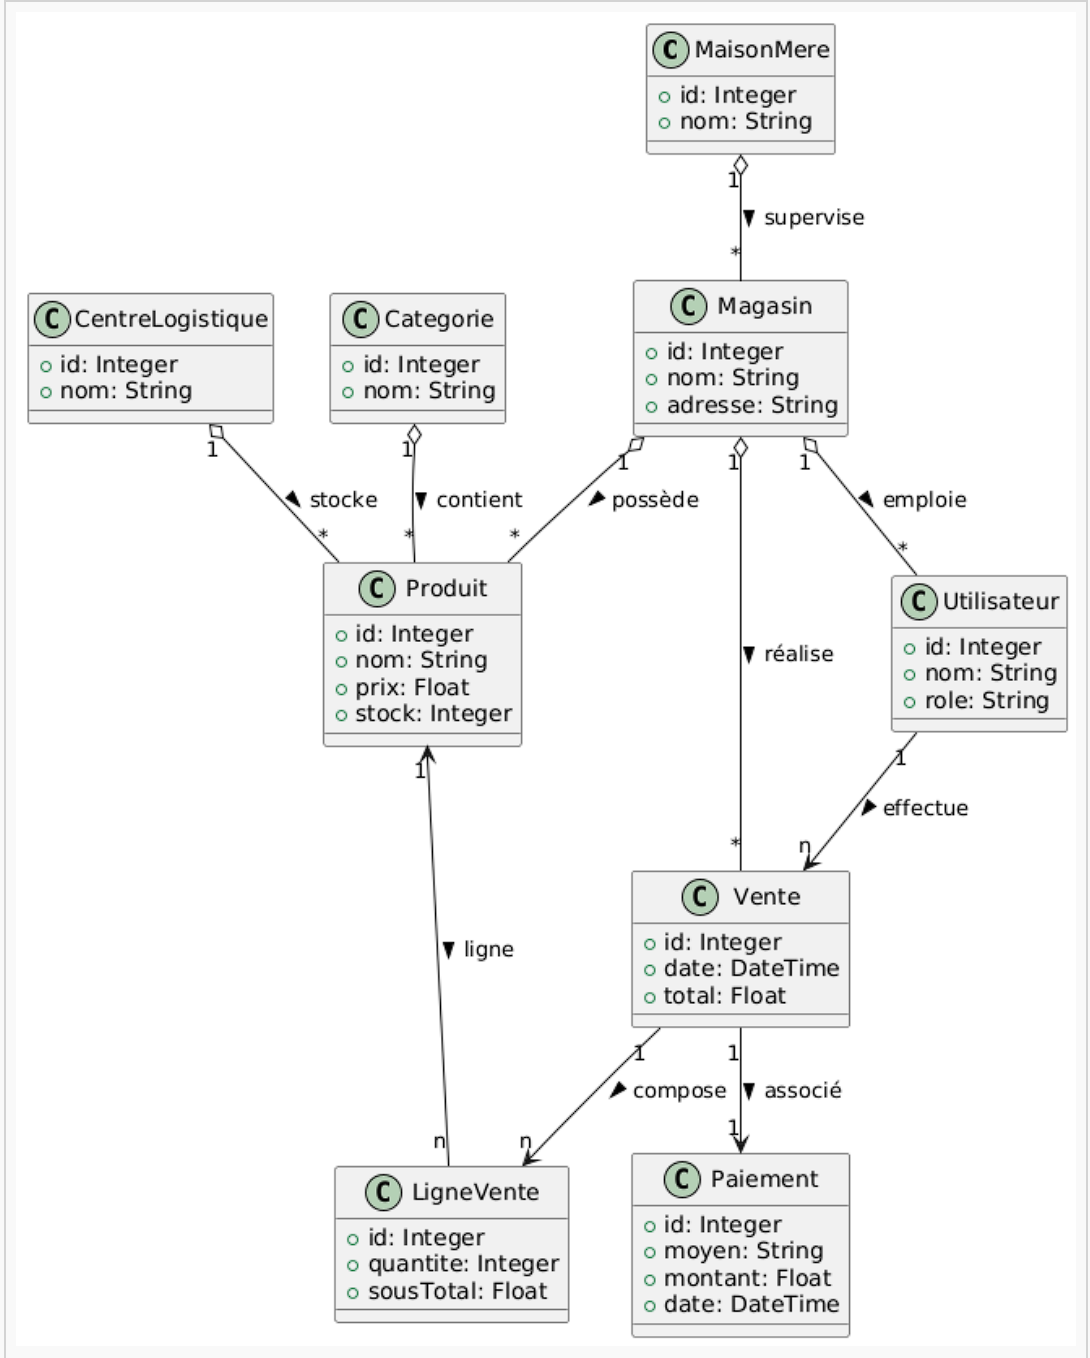 C MaisonMere
id: Integer
nom: String
1
supervise
*
C CentreLogistique
id: Integer
nom: String
C Categorie
id: Integer
nom: String
C Magasin
id: Integer
nom: String
adresse: String
1
stocke
*
1
contient
*
1
possède
*
1
réalise
*
1
emploie
*
C Produit
id: Integer
nom: String
prix: Float
stock: Integer
C Utilisateur
id: Integer
nom: String
role: String
1
ligne
n
1
effectue
n
C Vente
id: Integer
date: DateTime
total: Float
1
compose
n
1
associé
1
C LigneVente
id: Integer
quantite: Integer
sousTotal: Float
C Paiement
id: Integer
moyen: String
montant: Float
date: DateTime